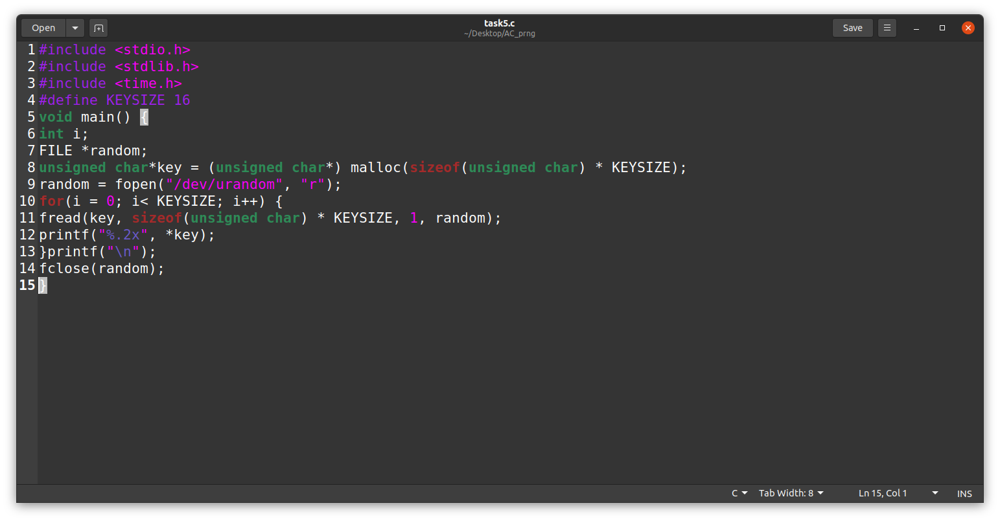 Open
task5.c
~/Desktop/AC_prng
Save
1 #include <stdio.h>
2 #include <stdlib.h>
3 #include <time.h>
4 #define KEYSIZE 16
5 void main() {
6 int i;
7 FILE *random;
8 unsigned char*key = (unsigned char*) malloc(sizeof(unsigned char) * KEYSIZE);
9 random = fopen("/dev/urandom", "r");
10 for(i = 0; i< KEYSIZE; i++) {
11 fread(key, sizeof(unsigned char) * KEYSIZE, 1, random);
12 printf("%.2x", *key);
13 }printf("\n");
14 fclose(random);
15 }
C Tab Width: 8 Ln 15, Col 1 INS